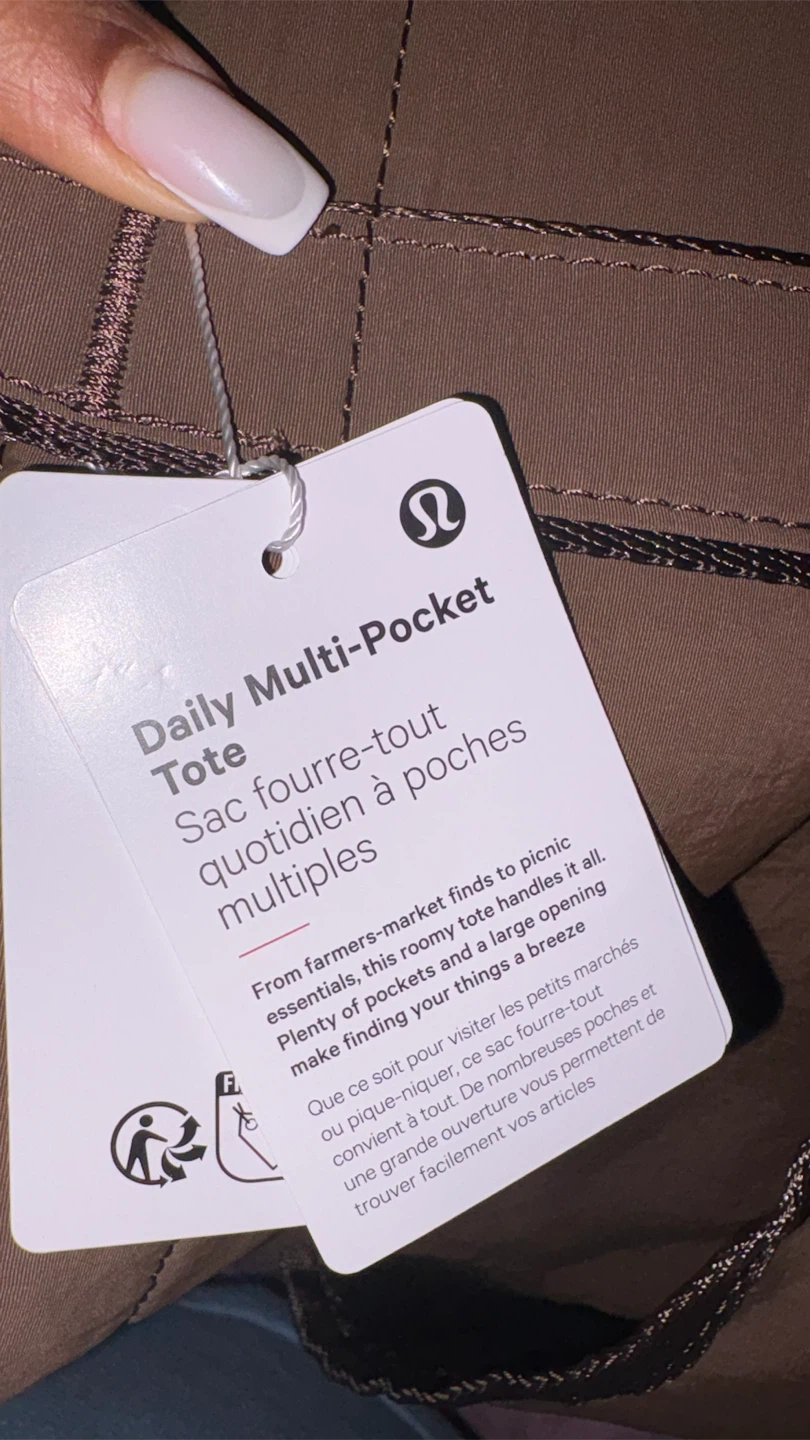 Daily Multi-Pocket
Tote
Sac fourre-tout
quotidien à poches
multiples
From farmers-market finds to picnic
essentials, this roomy tote handles it all.
Plenty of pockets and a large opening
make finding your things a breeze
Que ce soit pour visiter les petits marchés
ou pique-niquer, ce sac fourre-tout
convient à tout. De nombreuses poches et
une grande ouverture vous permettent de
trouver facilement vos articles